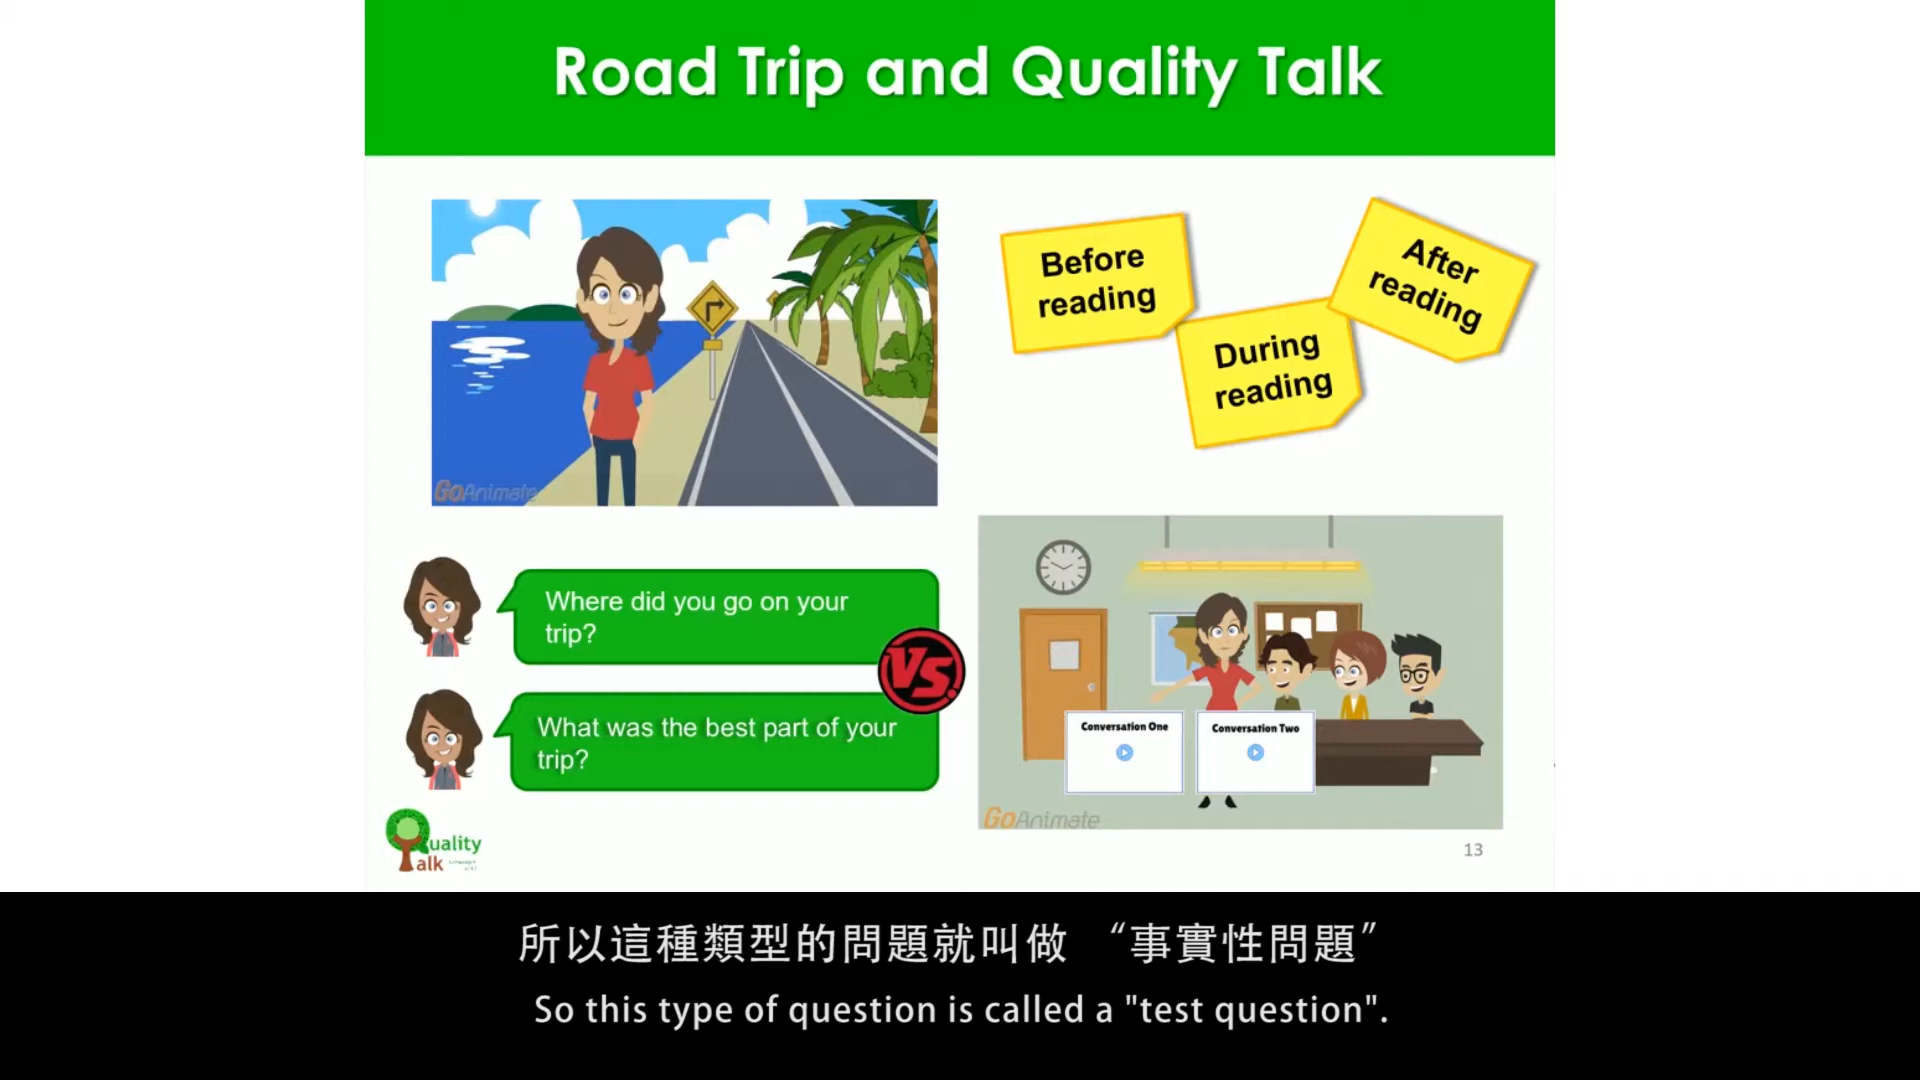 Road Trip and Quality Talk
Before
reading
During
reading
After
reading
GoAnimate
Where did you go on your
trip?
VS.
What was the best part of your
trip?
Conversation One
Conversation Two
GoAnimate
Quality
Talk
13
所以這種類型的問題就叫做 “事實性問題”
So this type of question is called a "test question".